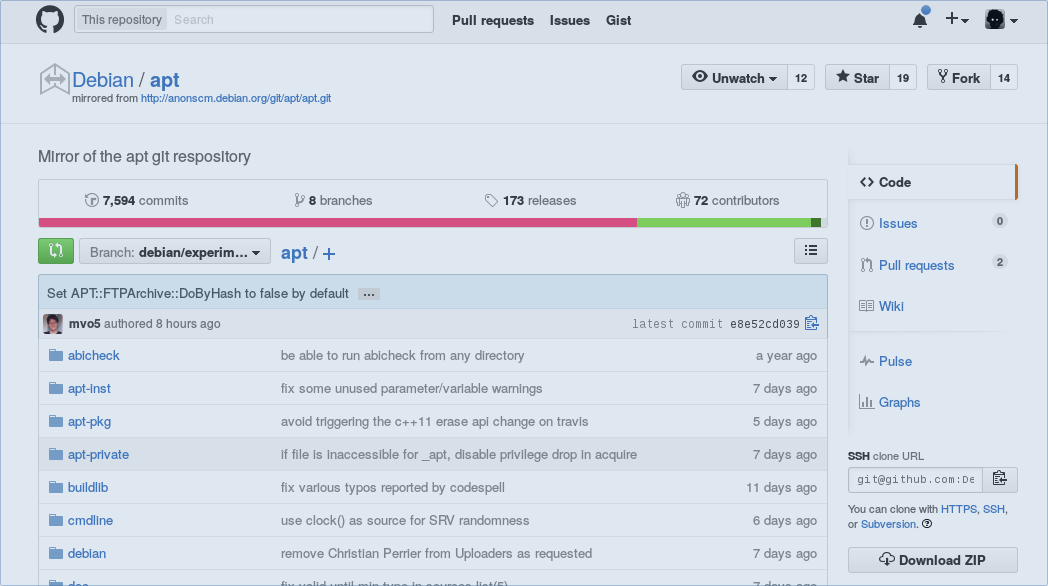 This repository Search Pull requests Issues Gist
Debian / apt
Unwatch 12 Star 19 Fork 14
mirrored from http://anonscm.debian.org/git/apt/apt.git
Mirror of the apt git respository
7,594 commits 8 branches 173 releases 72 contributors
Branch: debian/experim... apt / +
Set APT::FTPArchive::DoByHash to false by default ...
mvo5 authored 8 hours ago latest commit e8e52cd039
abicheck be able to run abicheck from any directory a year ago
apt-inst fix some unused parameter/variable warnings 7 days ago
apt-pkg avoid triggering the c++11 erase api change on travis 5 days ago
apt-private if file is inaccessible for _apt, disable privilege drop in acquire 7 days ago
buildlib fix various typos reported by codespell 11 days ago
cmdline use clock() as source for SRV randomness 6 days ago
debian remove Christian Perrier from Uploaders as requested 7 days ago
Code
Issues 0
Pull requests 2
Wiki
Pulse
Graphs
SSH clone URL
git@github.com:De
You can clone with HTTPS, SSH,
or Subversion. ?
Download ZIP